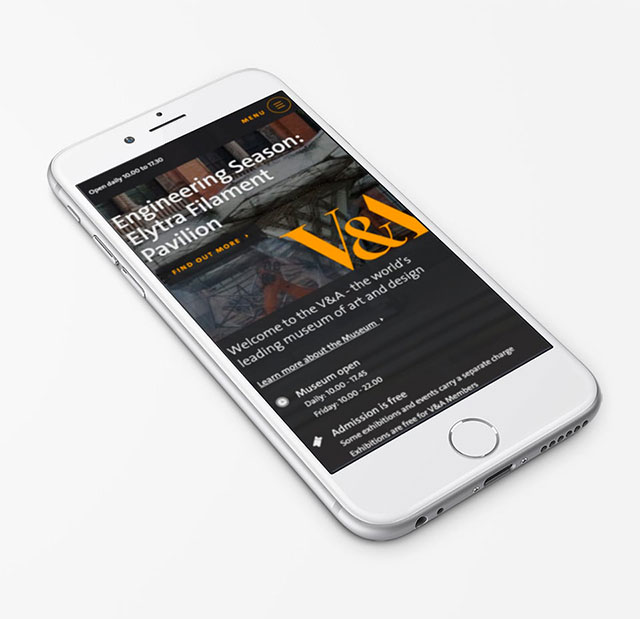 MENU
Open daily 10.00 to 17.30
Engineering Season:
Elytra Filament
Pavilion
FIND OUT MORE
V&A
Welcome to the V&A - the world's
leading museum of art and design
Learn more about the Museum
Museum open
Daily: 10.00 - 17.45
Friday: 10.00 - 22.00
Admission is free
Some exhibitions and events carry a separate charge
Exhibitions are free for V&A Members